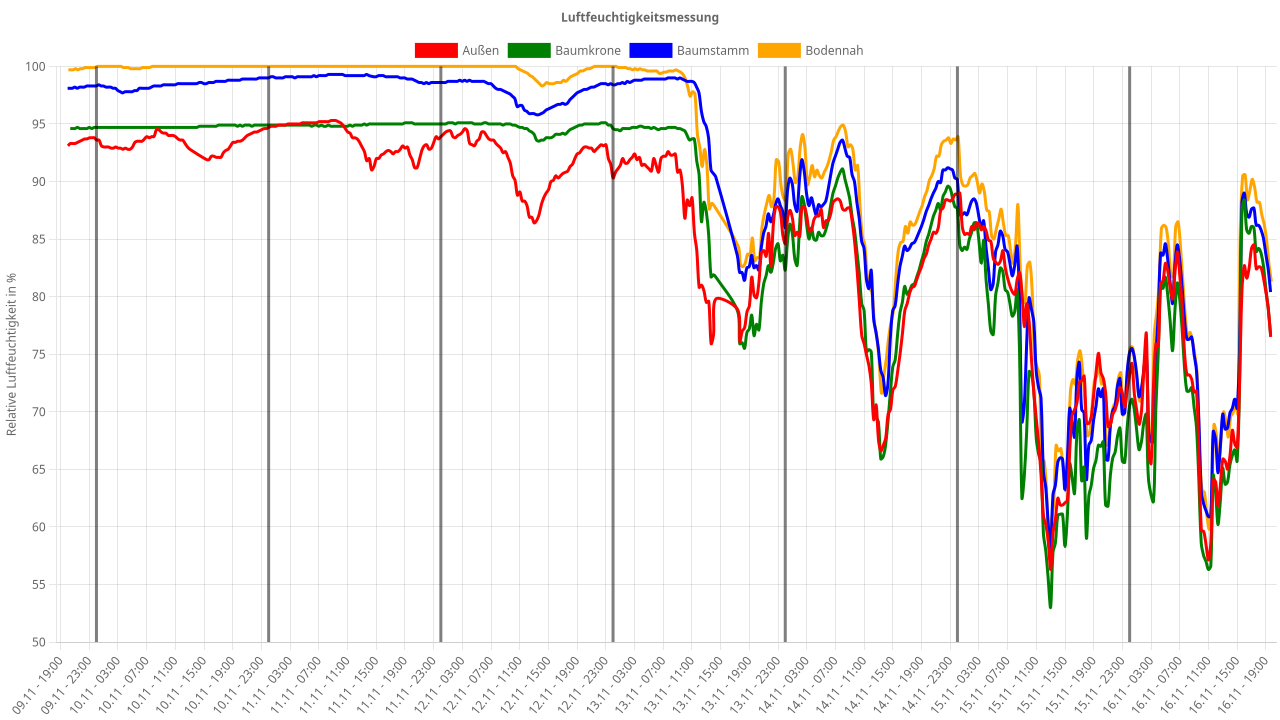 Luftfeuchtigkeitsmessung
Außen Baumkrone Baumstamm Bodennah
Relative Luftfeuchtigkeit in %
100
95
90
85
80
75
70
65
60
55
50
09.11 - 19:00
09.11 - 23:00
10.11 - 03:00
10.11 - 07:00
10.11 - 11:00
10.11 - 15:00
10.11 - 19:00
10.11 - 23:00
11.11 - 03:00
11.11 - 07:00
11.11 - 11:00
11.11 - 15:00
11.11 - 19:00
11.11 - 23:00
12.11 - 03:00
12.11 - 07:00
12.11 - 11:00
12.11 - 15:00
12.11 - 19:00
12.11 - 23:00
13.11 - 03:00
13.11 - 07:00
13.11 - 11:00
13.11 - 15:00
13.11 - 19:00
13.11 - 23:00
14.11 - 03:00
14.11 - 07:00
14.11 - 11:00
14.11 - 15:00
14.11 - 19:00
14.11 - 23:00
15.11 - 03:00
15.11 - 07:00
15.11 - 11:00
15.11 - 15:00
15.11 - 19:00
15.11 - 23:00
16.11 - 03:00
16.11 - 07:00
16.11 - 11:00
16.11 - 15:00
16.11 - 19:00